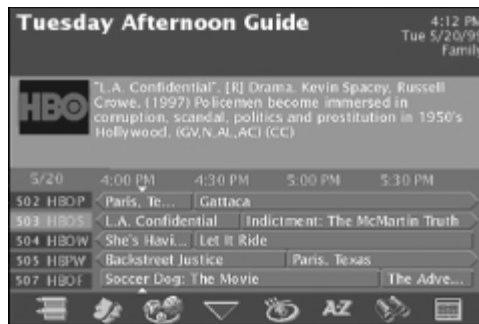 Tuesday Afternoon Guide
4:12 PM
Tue 5/20/99
Family
HBO
"L.A. Confidential", [R] Drama. Kevin Spacey, Russell
Crowe. (1997) Policemen become immersed in
corruption, scandal, politics and prostitution in 1950's
Hollywood. (GV,N,AL,AC) (CC)
5/20 4:00 PM 4:30 PM 5:00 PM 5:30 PM
502 HBOP Paris, Te... Gattaca
503 HBOS L.A. Confidential Indictment: The McMartin Truth
504 HBOW She's Havi... Let It Ride
505 HBPW Backstreet Justice Paris, Texas
507 HBOF Soccer Dog: The Movie The Adve...
A-Z